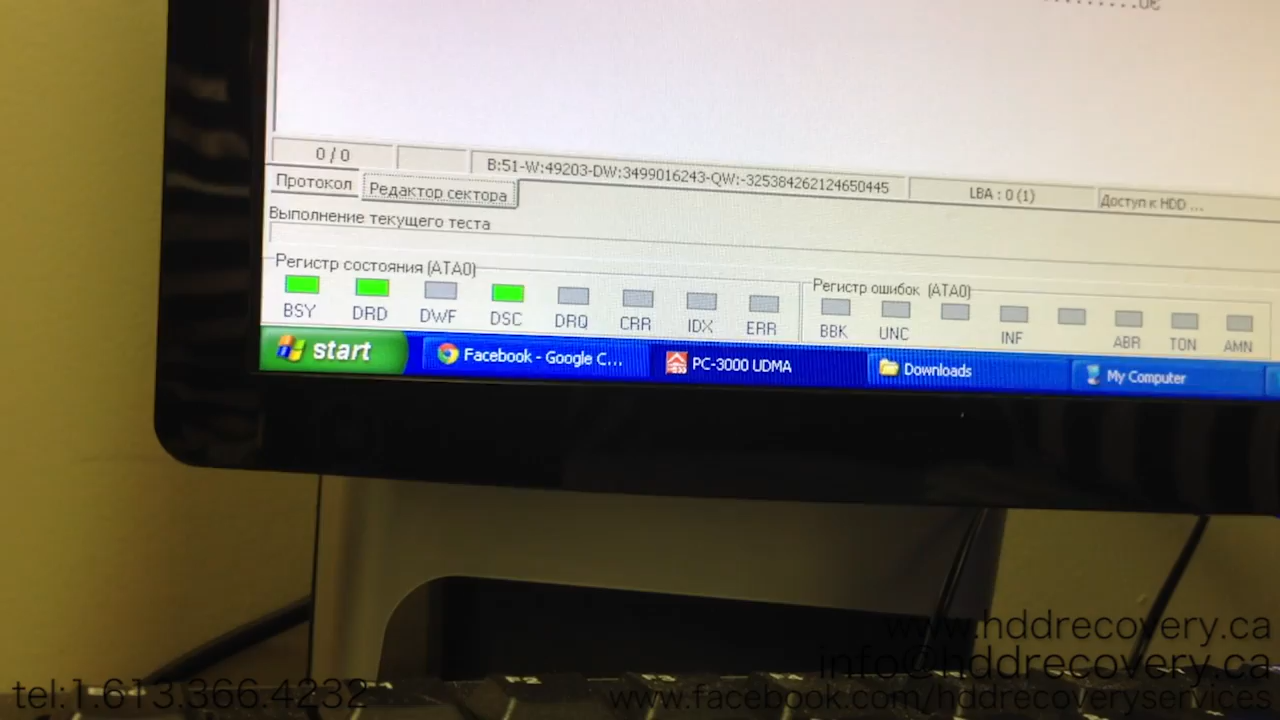 0 / 0
B:51-W:49203-DW:3499016243-QW:-325384262124650445
LBA : 0 (1)
Доступ к HDD ...
Протокол
Редактор сектора
Выполнение текущего теста
Регистр состояния (ATA0)
Регистр ошибок (ATA0)
BSY DRD DWF DSC DRQ CRR IDX ERR
BBK UNC INF ABR TON AMN
start
Facebook - Google C...
PC-3000 UDMA
Downloads
My Computer
www.hddrecovery.ca
info@hddrecovery.ca
tel:1.613.366.4232
www.facebook.com/hddrecoveryservices
F2